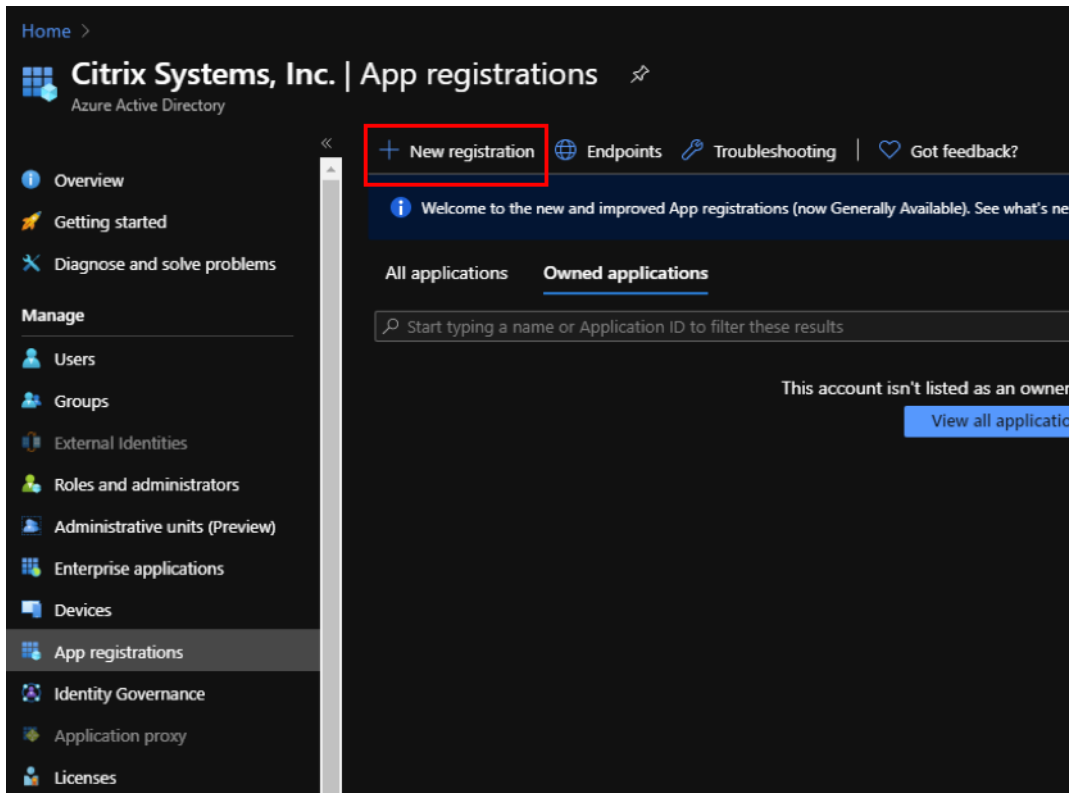 Home >
Citrix Systems, Inc. | App registrations
Azure Active Directory
«
Overview
Getting started
Diagnose and solve problems
Manage
Users
Groups
External Identities
Roles and administrators
Administrative units (Preview)
Enterprise applications
Devices
App registrations
Identity Governance
Application proxy
Licenses
+ New registration Endpoints Troubleshooting | Got feedback?
Welcome to the new and improved App registrations (now Generally Available). See what's ne
All applications Owned applications
Start typing a name or Application ID to filter these results
This account isn't listed as an owner
View all applicatio